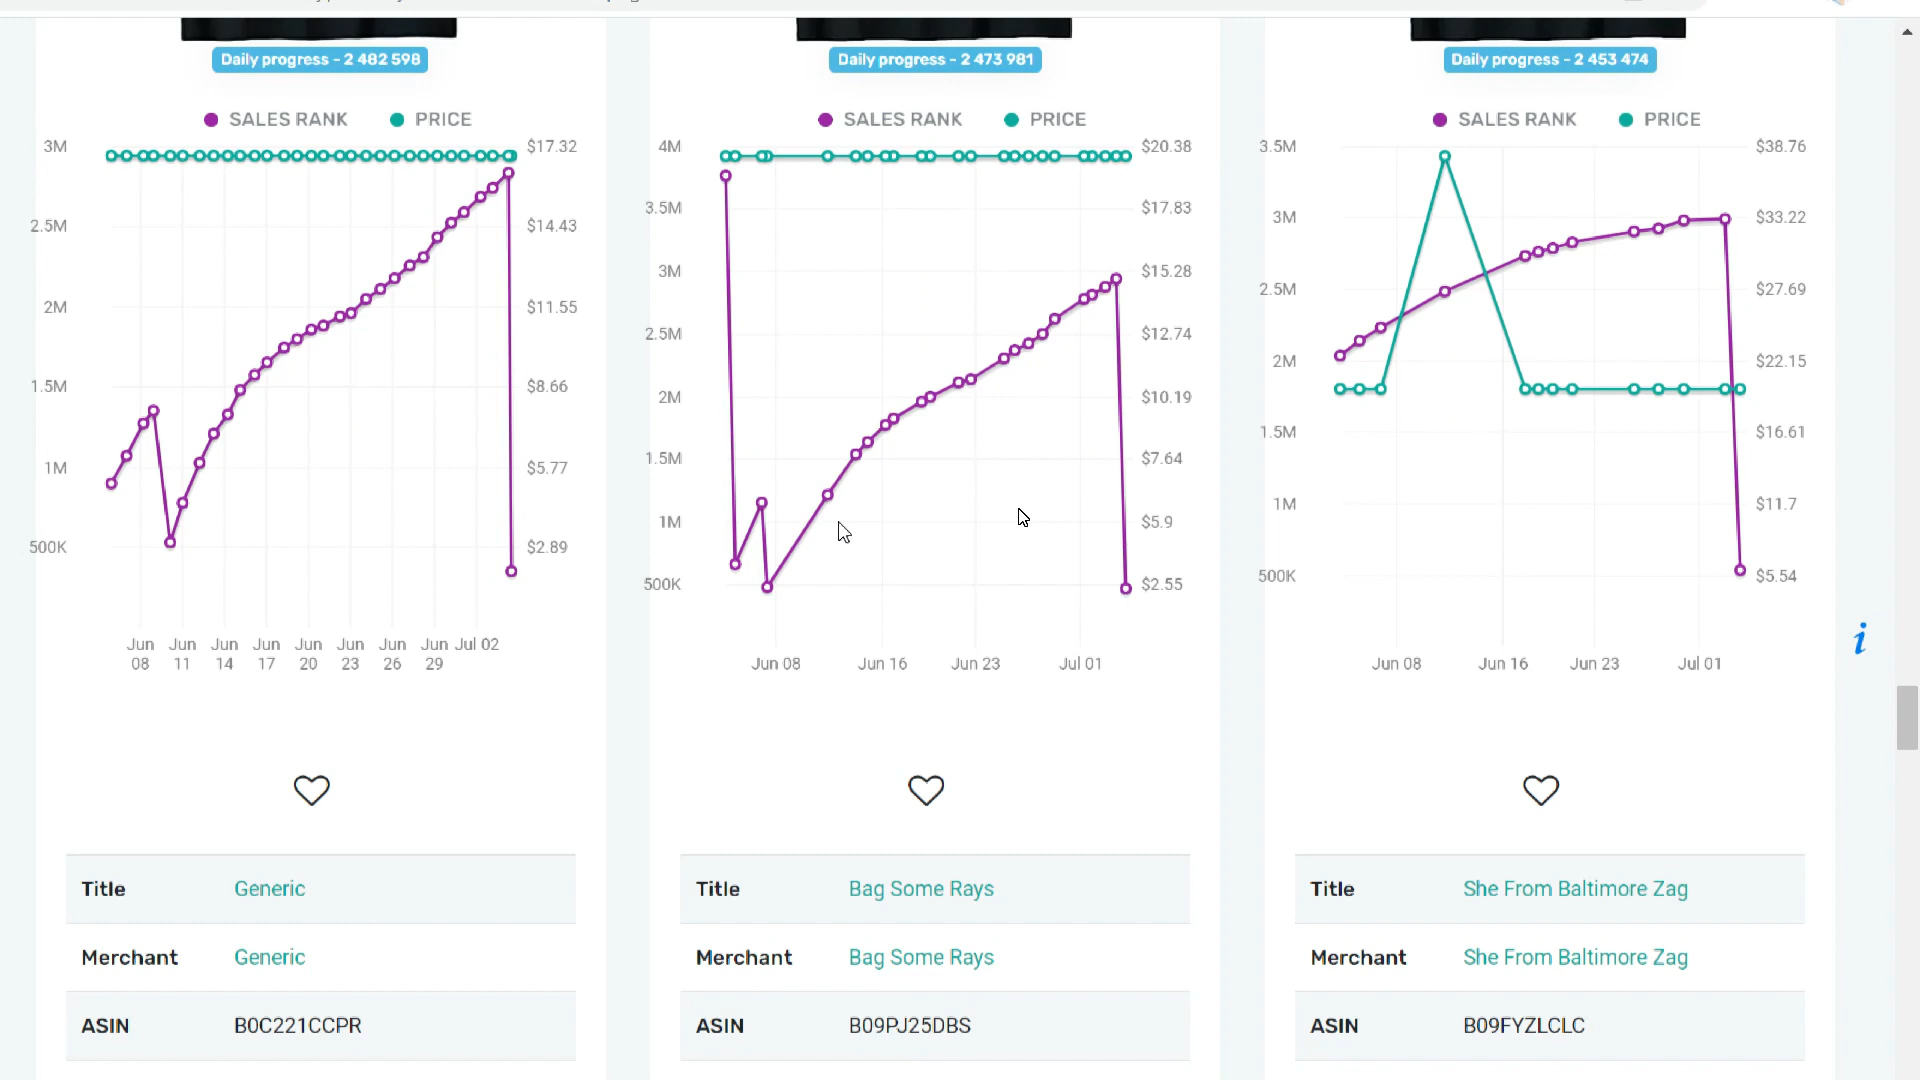 Daily progress - 2 482 598
SALES RANK PRICE
3M
2.5M
2M
1.5M
1M
500K
$17.32
$14.43
$11.55
$8.66
$5.77
$2.89
Jun 08
Jun 11
Jun 14
Jun 17
Jun 20
Jun 23
Jun 26
Jun 29
Jul 02
Title Generic
Merchant Generic
ASIN B0C221CCPR
Daily progress - 2 473 981
SALES RANK PRICE
4M
3.5M
3M
2.5M
2M
1.5M
1M
500K
$20.38
$17.83
$15.28
$12.74
$10.19
$7.64
$5.9
$2.55
Jun 08
Jun 16
Jun 23
Jul 01
Title Bag Some Rays
Merchant Bag Some Rays
ASIN B09PJ25DBS
Daily progress - 2 453 474
SALES RANK PRICE
3.5M
3M
2.5M
2M
1.5M
1M
500K
$38.76
$33.22
$27.69
$22.15
$16.61
$11.7
$5.54
Jun 08
Jun 16
Jun 23
Jul 01
Title She From Baltimore Zag
Merchant She From Baltimore Zag
ASIN B09FYZLCLC
i